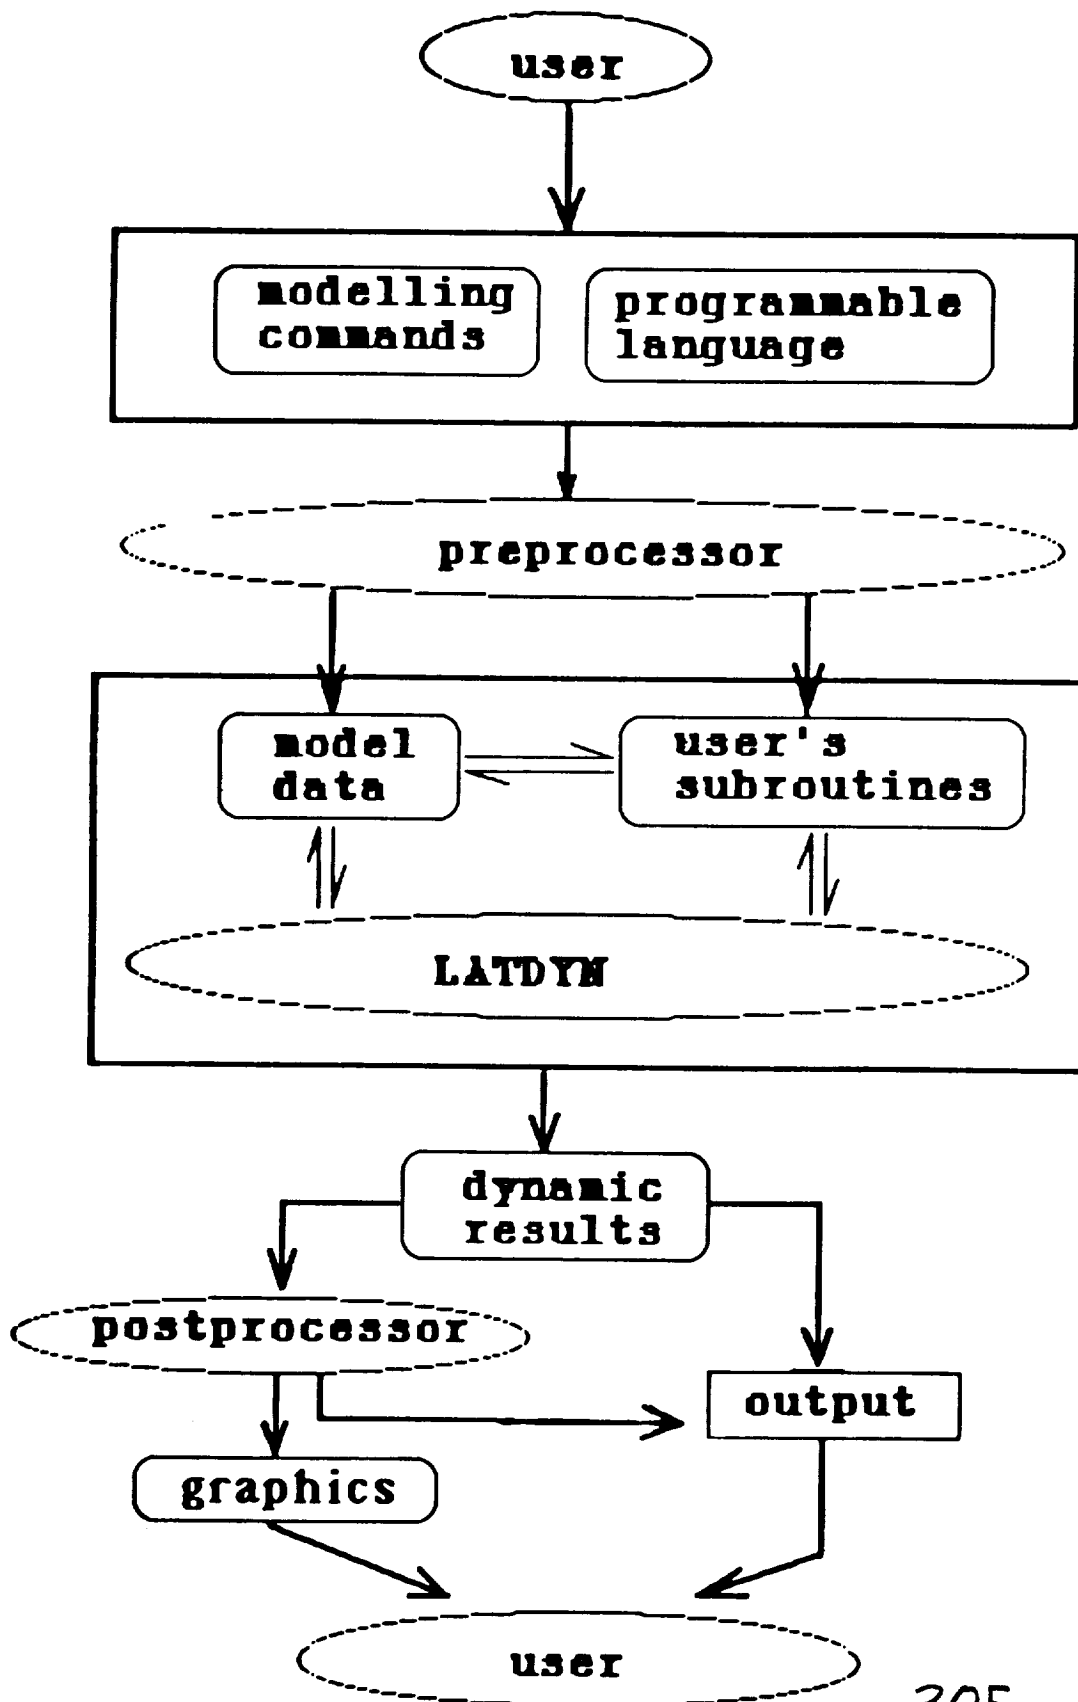 user
modelling
commands
programmable
language
preprocessor
model
data
user's
subroutines
LATDYN
dynamic
results
postprocessor
output
graphics
user
305